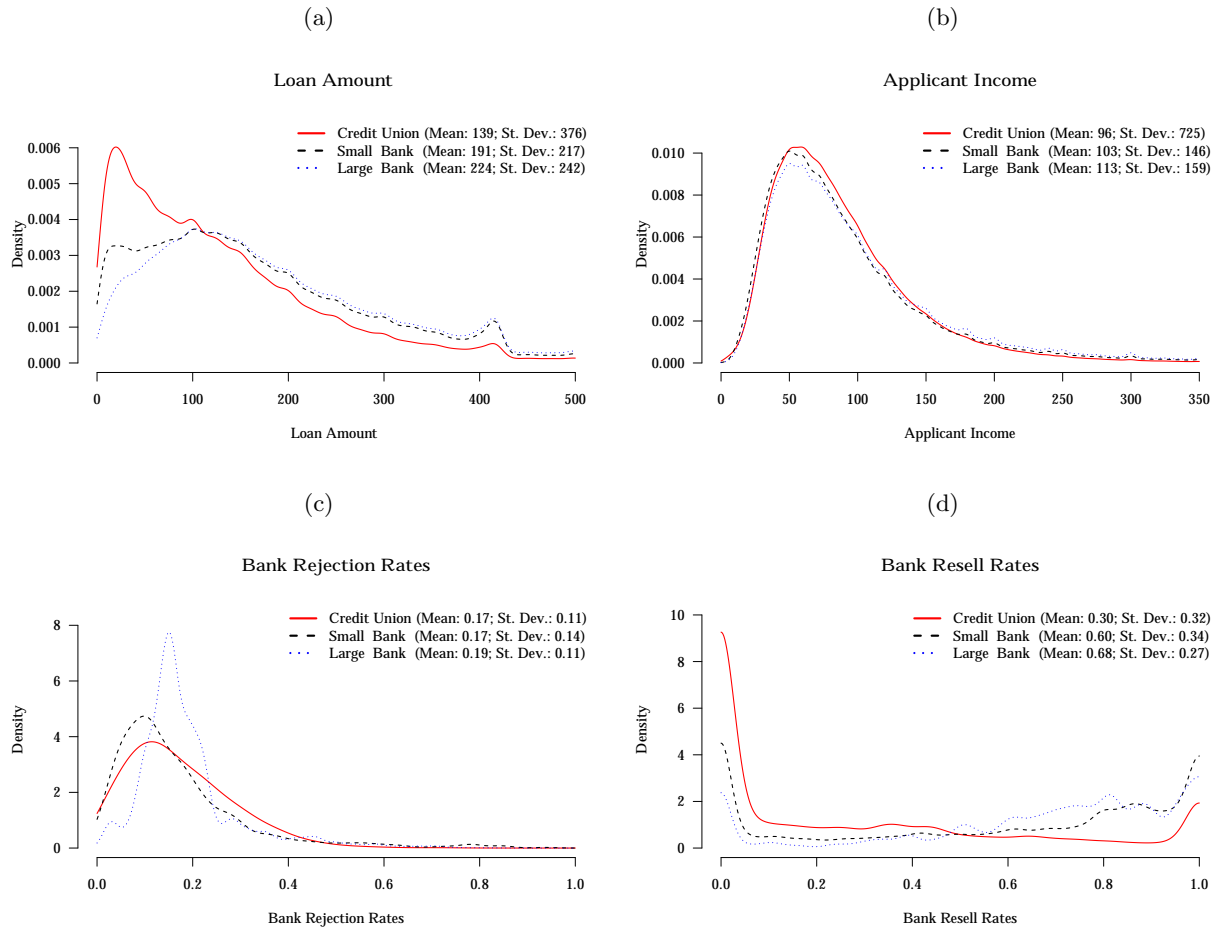 (a)
Loan Amount
Credit Union (Mean: 139; St. Dev.: 376)
Small Bank (Mean: 191; St. Dev.: 217)
Large Bank (Mean: 224; St. Dev.: 242)
0.006
0.005
0.004
0.003
0.002
0.001
0.000
Density
0 100 200 300 400 500
Loan Amount
(b)
Applicant Income
Credit Union (Mean: 96; St. Dev.: 725)
Small Bank (Mean: 103; St. Dev.: 146)
Large Bank (Mean: 113; St. Dev.: 159)
0.010
0.008
0.006
0.004
0.002
0.000
Density
0 50 100 150 200 250 300 350
Applicant Income
(c)
Bank Rejection Rates
Credit Union (Mean: 0.17; St. Dev.: 0.11)
Small Bank (Mean: 0.17; St. Dev.: 0.14)
Large Bank (Mean: 0.19; St. Dev.: 0.11)
8
6
4
2
0
Density
0.0 0.2 0.4 0.6 0.8 1.0
Bank Rejection Rates
(d)
Bank Resell Rates
Credit Union (Mean: 0.30; St. Dev.: 0.32)
Small Bank (Mean: 0.60; St. Dev.: 0.34)
Large Bank (Mean: 0.68; St. Dev.: 0.27)
10
8
6
4
2
0
Density
0.0 0.2 0.4 0.6 0.8 1.0
Bank Resell Rates